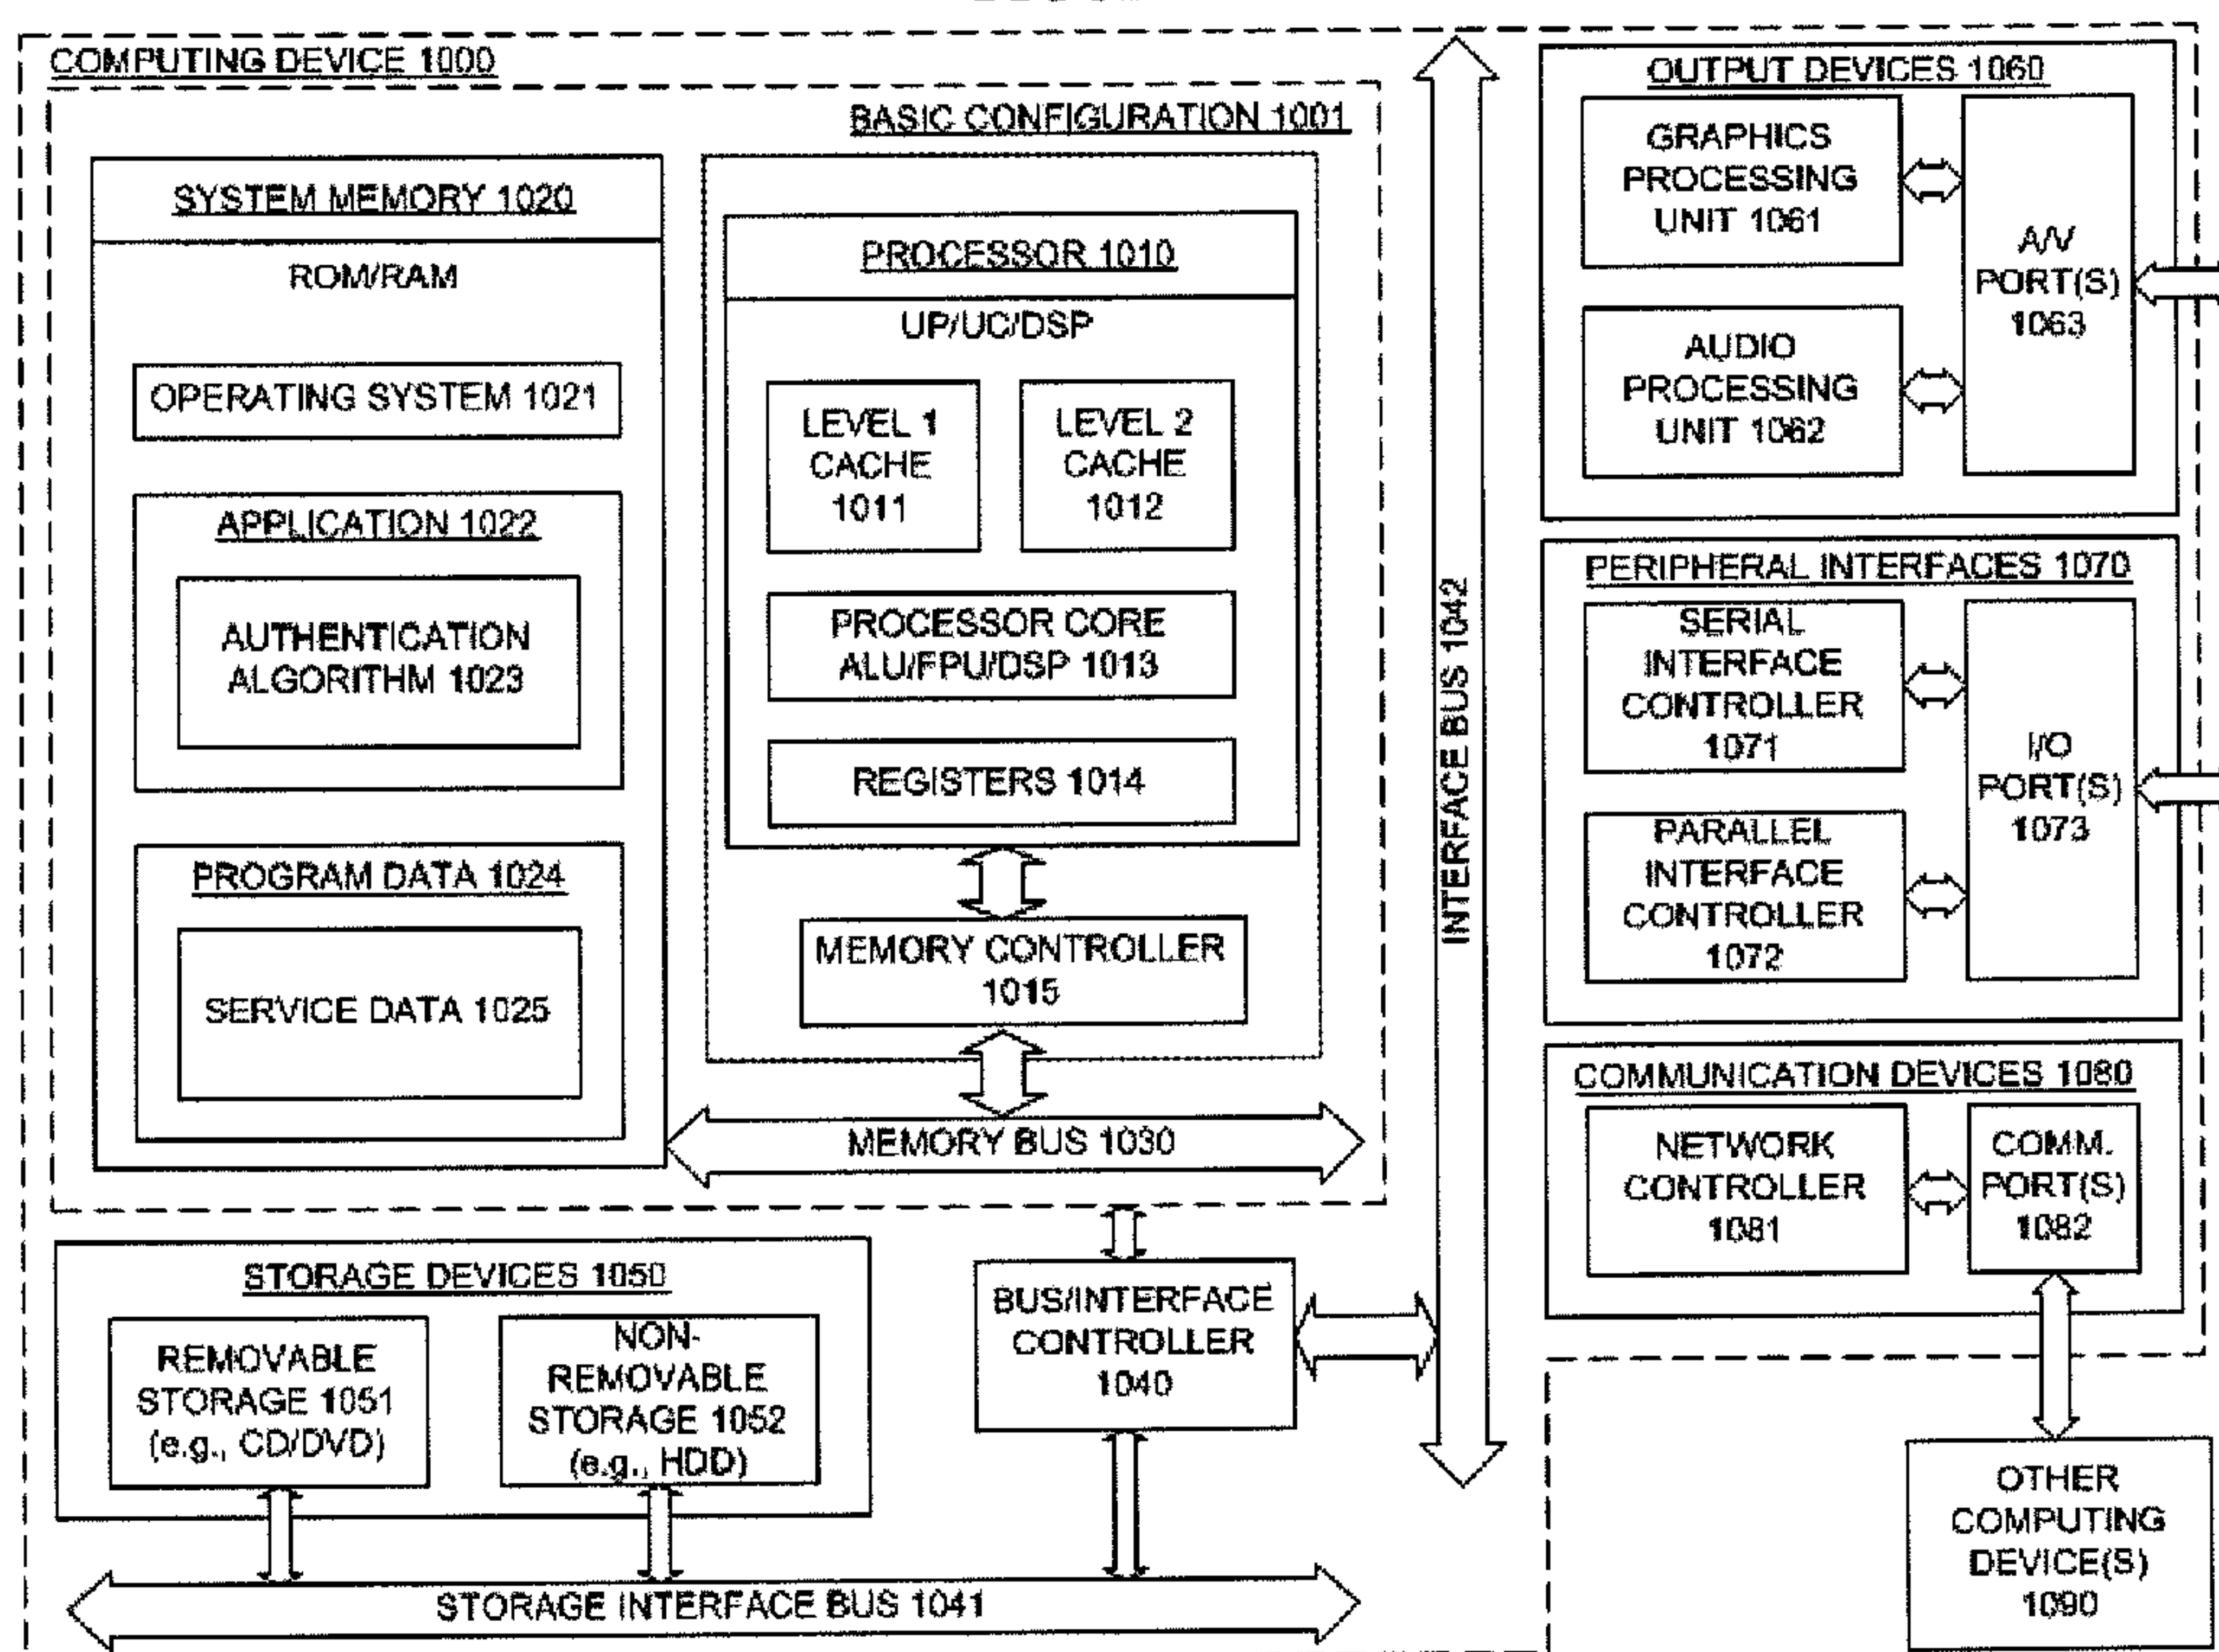 COMPUTING DEVICE 1000
BASIC CONFIGURATION 1001
SYSTEM MEMORY 1020
ROM/RAM
OPERATING SYSTEM 1021
APPLICATION 1022
AUTHENTICATION
ALGORITHM 1023
PROGRAM DATA 1024
SERVICE DATA 1025
PROCESSOR 1010
UP/UC/DSP
LEVEL 1
CACHE
1011
LEVEL 2
CACHE
1012
PROCESSOR CORE
ALU/FPU/DSP 1013
REGISTERS 1014
MEMORY CONTROLLER
1015
MEMORY BUS 1030
INTERFACE BUS 1042
OUTPUT DEVICES 1060
GRAPHICS
PROCESSING
UNIT 1061
AUDIO
PROCESSING
UNIT 1062
A/V
PORT(S)
1063
PERIPHERAL INTERFACES 1070
SERIAL
INTERFACE
CONTROLLER
1071
PARALLEL
INTERFACE
CONTROLLER
1072
I/O
PORT(S)
1073
COMMUNICATION DEVICES 1080
NETWORK
CONTROLLER
1081
COMM.
PORT(S)
1082
STORAGE DEVICES 1050
REMOVABLE
STORAGE 1051
(e.g., CD/DVD)
NON-
REMOVABLE
STORAGE 1052
(e.g., HDD)
BUS/INTERFACE
CONTROLLER
1040
STORAGE INTERFACE BUS 1041
OTHER
COMPUTING
DEVICE(S)
1090